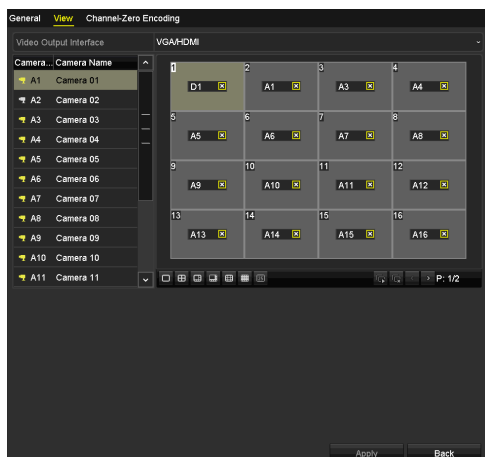 General View Channel-Zero Encoding
Video Output Interface VGA/HDMI
Camera... Camera Name
A1 Camera 01
A2 Camera 02
A3 Camera 03
A4 Camera 04
A5 Camera 05
A6 Camera 06
A7 Camera 07
A8 Camera 08
A9 Camera 09
A10 Camera 10
A11 Camera 11
1 2 3 4
D1 A1 A3 A4
5 6 7 8
A5 A6 A7 A8
9 10 11 12
A9 A10 A11 A12
13 14 15 16
A13 A14 A15 A16
P: 1/2
Apply Back